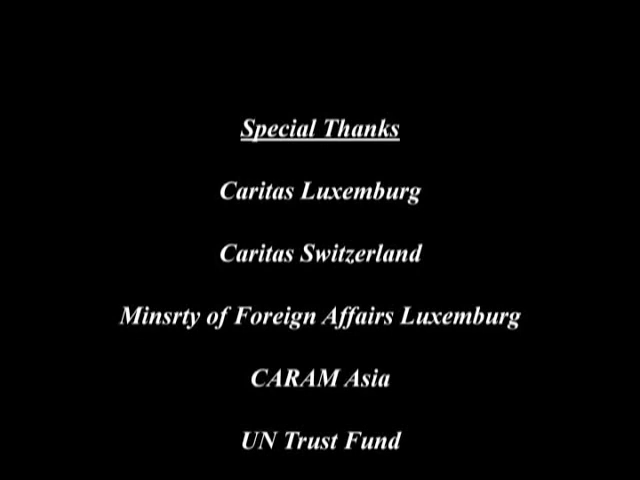 Special Thanks
Caritas Luxemburg
Caritas Switzerland
Minsrty of Foreign Affairs Luxemburg
CARAM Asia
UN Trust Fund